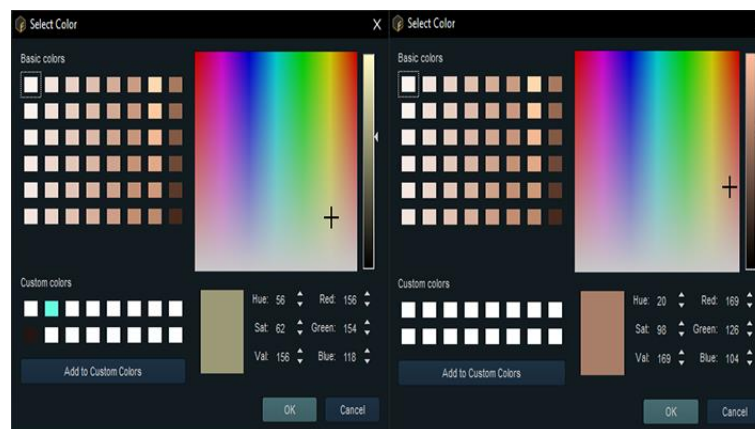 Select Color X
Basic colors
Custom colors
Hue: 56 Red: 156
Sat: 62 Green: 154
Val: 156 Blue: 118
Add to Custom Colors
OK Cancel
Select Color
Basic colors
Custom colors
Hue: 20 Red: 169
Sat: 98 Green: 126
Val: 169 Blue: 104
Add to Custom Colors
OK Cancel